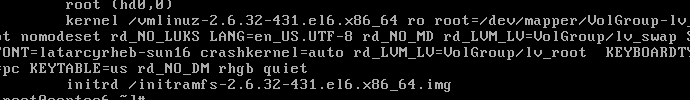 root (hd0,0)
kernel /vmlinuz-2.6.32-431.el6.x86_64 ro root=/dev/mapper/VolGroup-lv_
ot nomodeset rd_NO_LUKS LANG=en_US.UTF-8 rd_NO_MD rd_LVM_LV=VolGroup/lv_swap S
FONT=latarcyrheb-sun16 crashkernel=auto rd_LVM_LV=VolGroup/lv_root KEYBOARDTY
=pc KEYTABLE=us rd_NO_DM rhgb quiet
initrd /initramfs-2.6.32-431.el6.x86_64.img